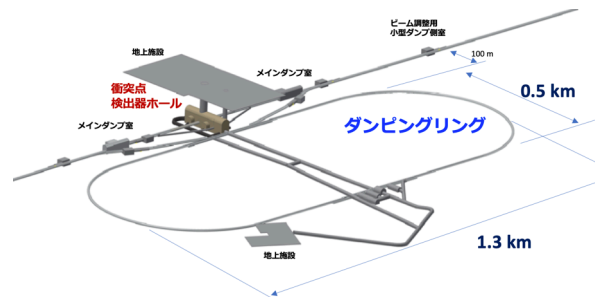 ビーム調整用
小型ダンプ側室
地上施設
100 m
メインダンプ室
衝突点
検出器ホール
0.5 km
メインダンプ室
ダンピングリング
1.3 km
地上施設